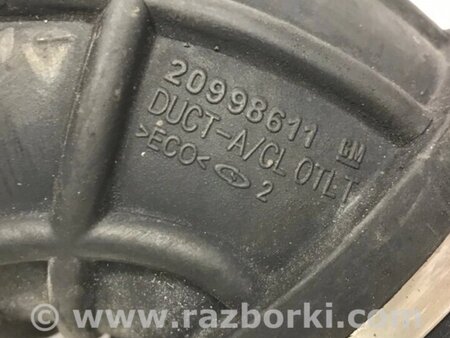 20998611 GM
DUCT-A/CL OTLT
>ECO< 2
© www.razborki.com